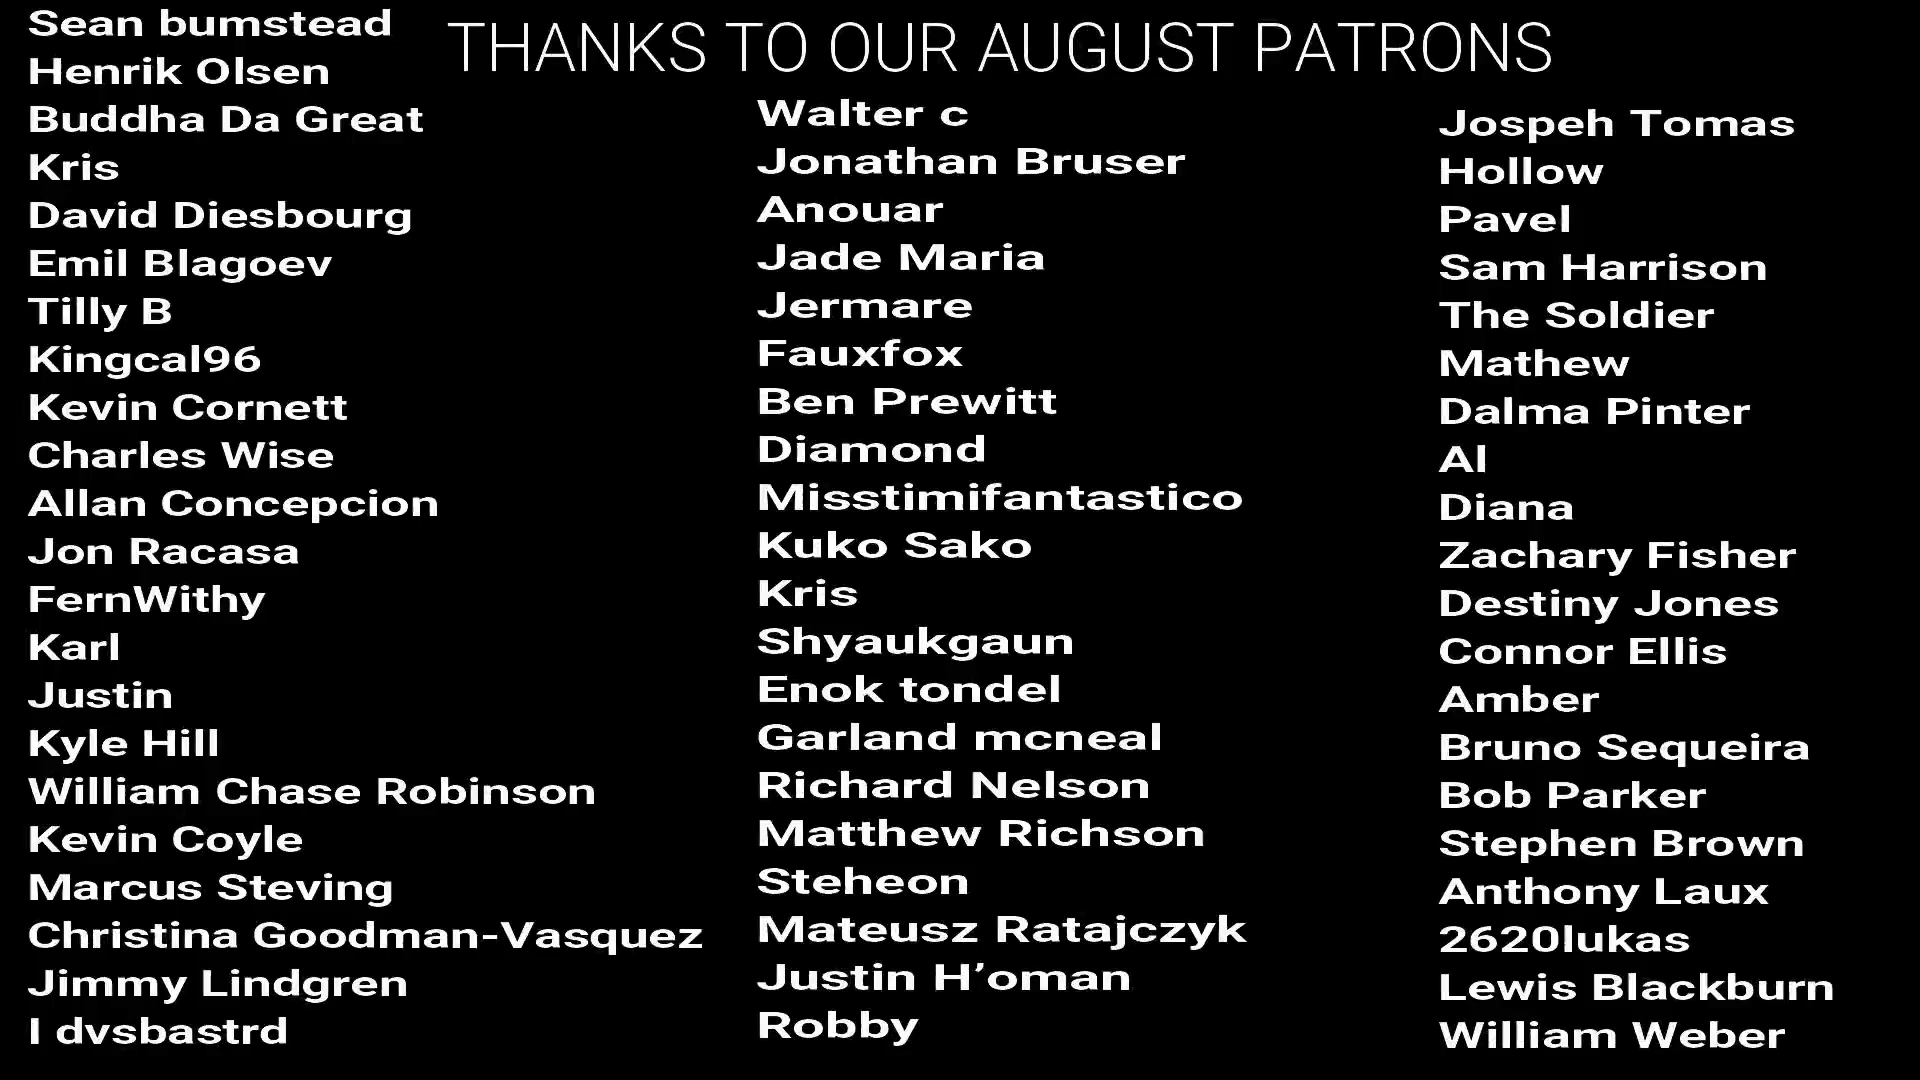 THANKS TO OUR AUGUST PATRONS
Sean bumstead
Henrik Olsen
Buddha Da Great
Kris
David Diesbourg
Emil Blagoev
Tilly B
Kingcal96
Kevin Cornett
Charles Wise
Allan Concepcion
Jon Racasa
FernWithy
Karl
Justin
Kyle Hill
William Chase Robinson
Kevin Coyle
Marcus Steving
Christina Goodman-Vasquez
Jimmy Lindgren
I dvsbastrd
Walter c
Jonathan Bruser
Anouar
Jade Maria
Jermare
Fauxfox
Ben Prewitt
Diamond
Misstimifantastico
Kuko Sako
Kris
Shyaukgaun
Enok tondel
Garland mcneal
Richard Nelson
Matthew Richson
Steheon
Mateusz Ratajczyk
Justin H’oman
Robby
Jospeh Tomas
Hollow
Pavel
Sam Harrison
The Soldier
Mathew
Dalma Pinter
Al
Diana
Zachary Fisher
Destiny Jones
Connor Ellis
Amber
Bruno Sequeira
Bob Parker
Stephen Brown
Anthony Laux
2620lukas
Lewis Blackburn
William Weber